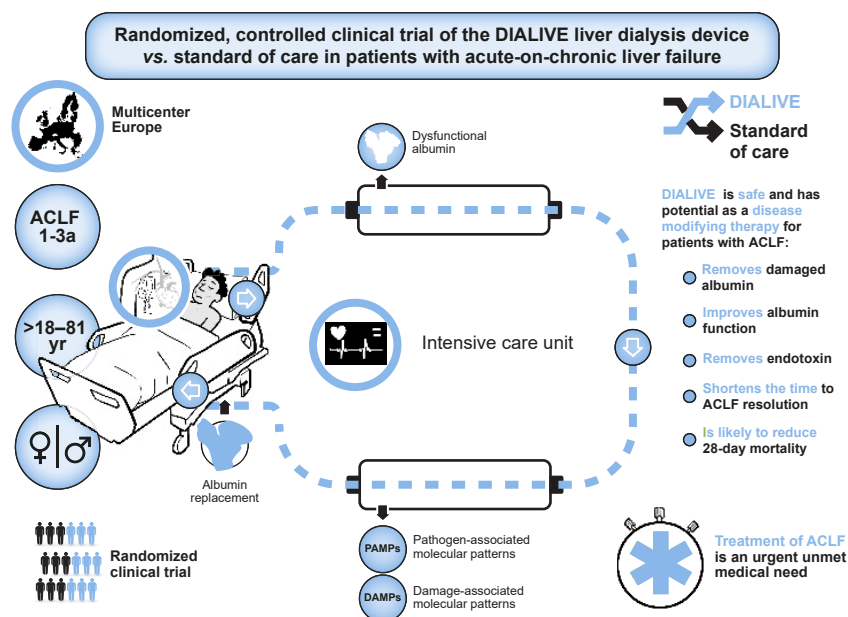 Randomized, controlled clinical trial of the DIALIVE liver dialysis device
vs. standard of care in patients with acute-on-chronic liver failure
Multicenter
Europe
ACLF
1-3a
>18–81
yr
Randomized
clinical trial
Dysfunctional
albumin
Intensive care unit
Albumin
replacement
PAMPs
Pathogen-associated
molecular patterns
DAMPs
Damage-associated
molecular patterns
DIALIVE
Standard
of care
DIALIVE is safe and has
potential as a disease
modifying therapy for
patients with ACLF:
Removes damaged
albumin
Improves albumin
function
Removes endotoxin
Shortens the time to
ACLF resolution
Is likely to reduce
28-day mortality
Treatment of ACLF
is an urgent unmet
medical need